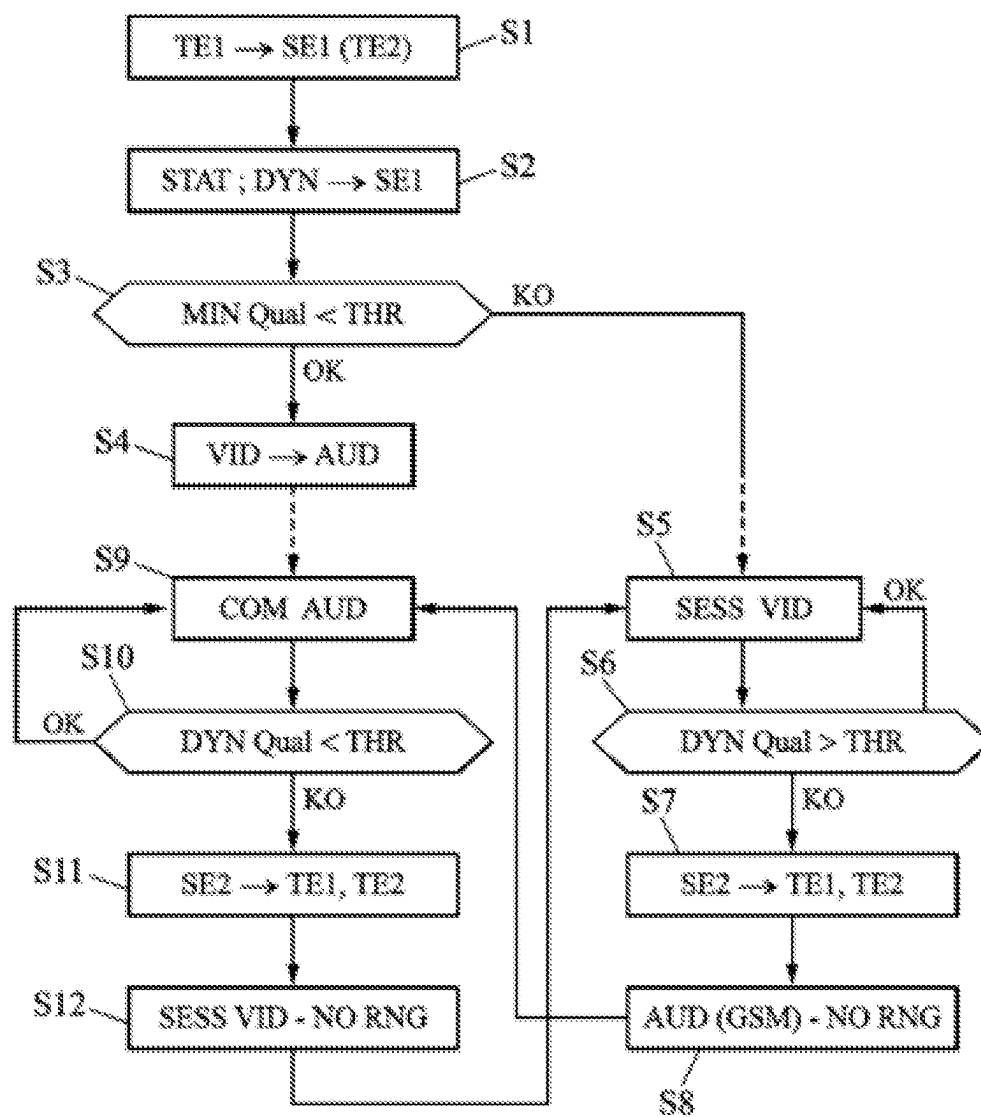 TE1 → SE1 (TE2)
S1
STAT ; DYN → SE1
S2
S3
MIN Qual < THR
KO
OK
S4
VID → AUD
S5
S9
COM AUD
SESS VID
OK
S10
S6
OK
DYN Qual < THR
DYN Qual > THR
KO
KO
S7
S11
SE2 → TE1, TE2
SE2 → TE1, TE2
S12
SESS VID - NO RNG
AUD (GSM) - NO RNG
S8